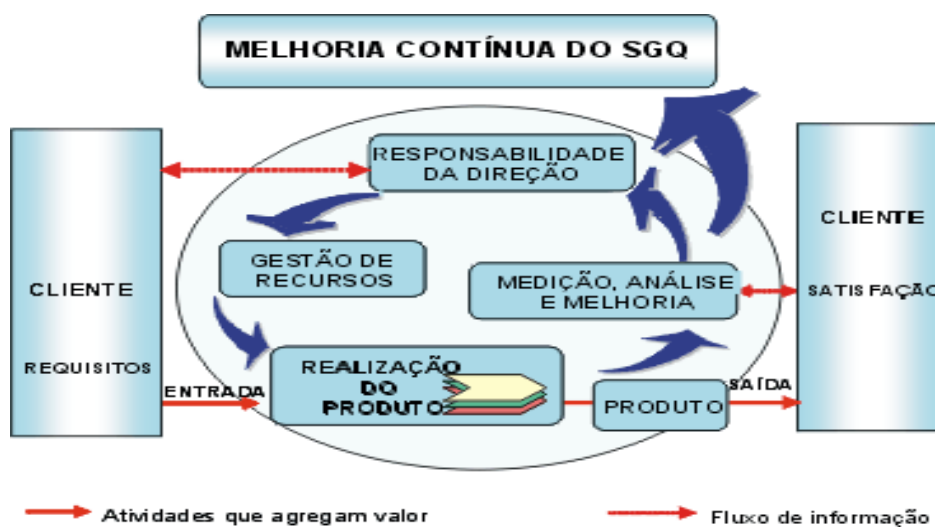 MELHORIA CONTÍNUA DO SGQ
RESPONSABILIDADE
DA DIREÇÃO
CLIENTE
REQUISITOS
GESTÃO DE
RECURSOS
MEDIÇÃO, ANÁLISE
E MELHORIA
CLIENTE
SATISFAÇÃO
ENTRADA
REALIZAÇÃO
DO
PRODUTO
PRODUTO
SAÍDA
Atividades que agregam valor
Fluxo de informação